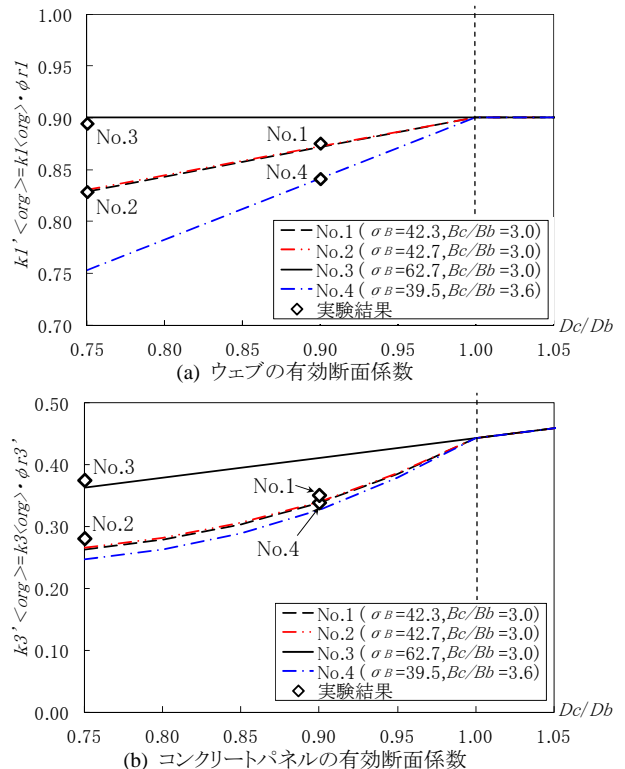 1.00
0.95
0.90
0.85
0.80
0.75
0.70
k1'<org>=k1<org>・φr1
No.3
No.2
No.1
No.4
No.1 ( σB=42.3,Bc/Bb=3.0)
No.2 ( σB=42.7,Bc/Bb=3.0)
No.3 ( σB=62.7,Bc/Bb=3.0)
No.4 ( σB=39.5,Bc/Bb=3.6)
実験結果
0.75 0.80 0.85 0.90 0.95 1.00 1.05
Dc/Db
(a) ウェブの有効断面係数
0.50
0.40
0.30
0.20
0.10
0.00
k3'<org>=k3<org>・φr3'
No.3
No.2
No.1
No.4
No.1 ( σB=42.3,Bc/Bb=3.0)
No.2 ( σB=42.7,Bc/Bb=3.0)
No.3 ( σB=62.7,Bc/Bb=3.0)
No.4 ( σB=39.5,Bc/Bb=3.6)
実験結果
0.75 0.80 0.85 0.90 0.95 1.00 1.05
Dc/Db
(b) コンクリートパネルの有効断面係数